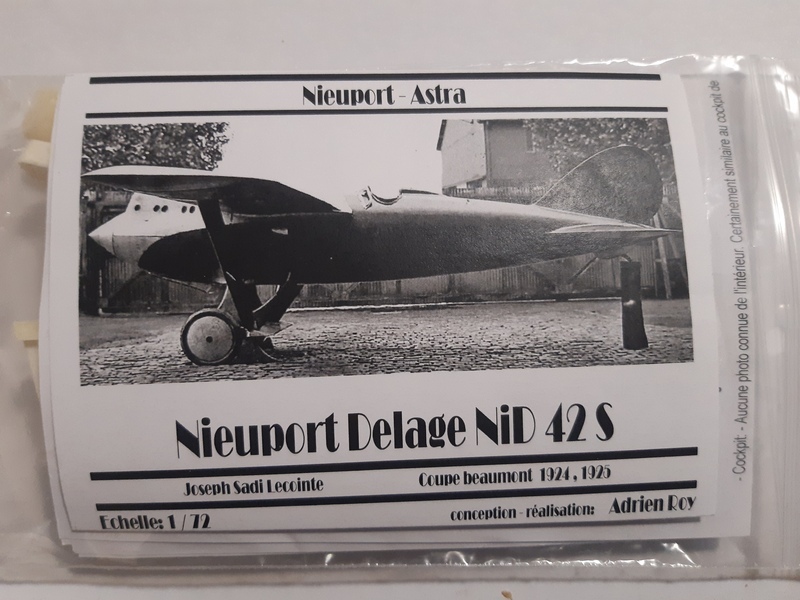 Nieuport - Astra
Nieuport Delage NiD 42 S
Joseph Sadi Lecointe
Coupe beaumont 1924, 1925
Echelle: 1 / 72
conception - réalisation: Adrien Roy
- Cockpit: - Aucune photo connue de l'intérieur. Certainement similaire au cockpit de